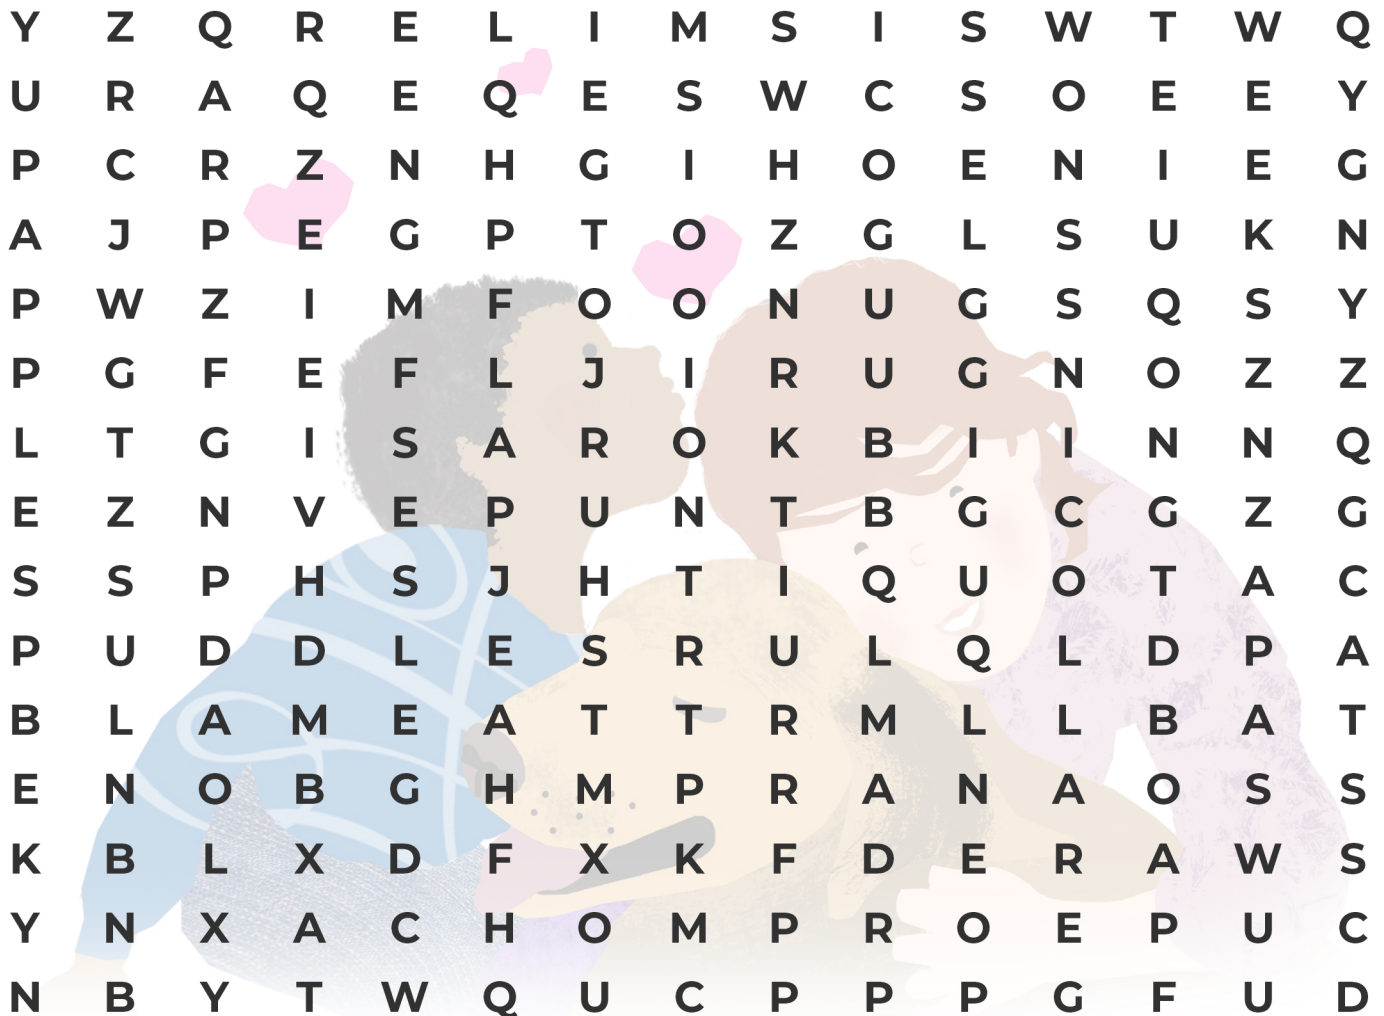 Y Z Q R E L I M S I S W T W Q
U R A Q E Q E S W C S O E E Y
P C R Z N H G I H O E N I E G
A J P E G P T O Z G L S U K N
P W Z I M F O O N U G S Q S Y
P G F E F L J I R U G N O Z Z
L T G I S A R O K B I I N N Q
E Z N V E P U N T B G C G Z G
S S P H S J H T I Q U O T A C
P U D D L E S R U L Q L D P A
B L A M E A T T R M L L B A T
E N O B G H M P R A N A O S S
K B L X D F X K F D E R A W S
Y N X A C H O M P R O E P U C
N B Y T W Q U C P P P G F U D